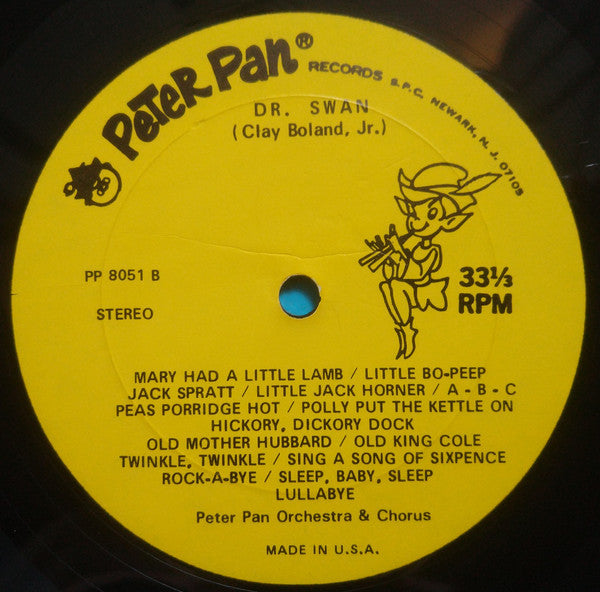 PETER PAN® RECORDS S.P.C. NEWARK, N. J. 07105
DR. SWAN
(Clay Boland, Jr.)
PP 8051 B
STEREO
33⅓
RPM
MARY HAD A LITTLE LAMB / LITTLE BO-PEEP
JACK SPRATT / LITTLE JACK HORNER / A - B - C
PEAS PORRIDGE HOT / POLLY PUT THE KETTLE ON
HICKORY, DICKORY DOCK
OLD MOTHER HUBBARD / OLD KING COLE
TWINKLE, TWINKLE / SING A SONG OF SIXPENCE
ROCK-A-BYE / SLEEP, BABY, SLEEP
LULLABYE
Peter Pan Orchestra & Chorus
MADE IN U.S.A.